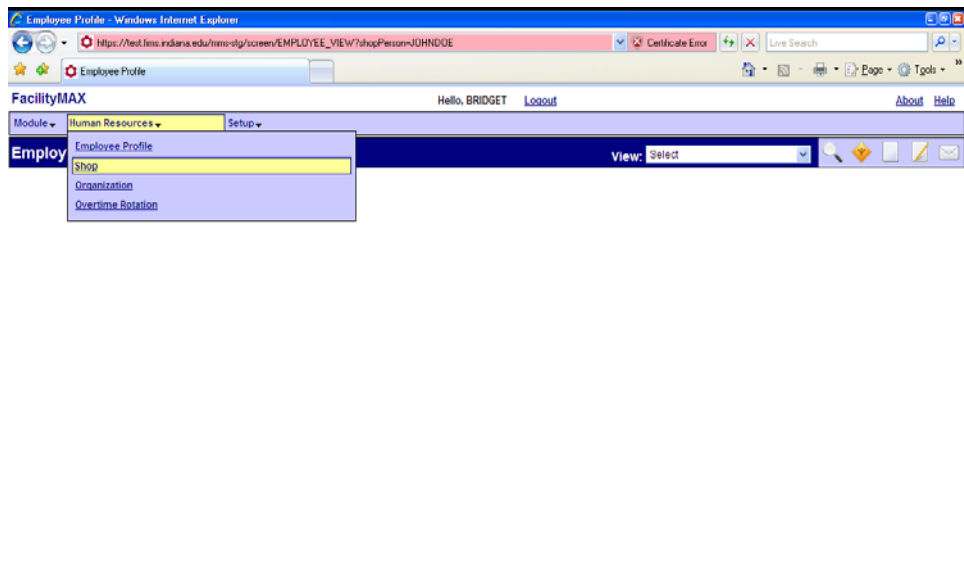 Employee Profile - Windows Internet Explorer
https://test.fms.indiana.edu/mms-stg/screen/EMPLOYEE_VIEW?shopPerson=JOHNDOE Certificate Error Live Search
Employee Profile Page Tools
FacilityMAX Hello, BRIDGET Logout About Help
Module Human Resources Setup
Employ View: Select
Employee Profile
Shop
Organization
Overtime Rotation